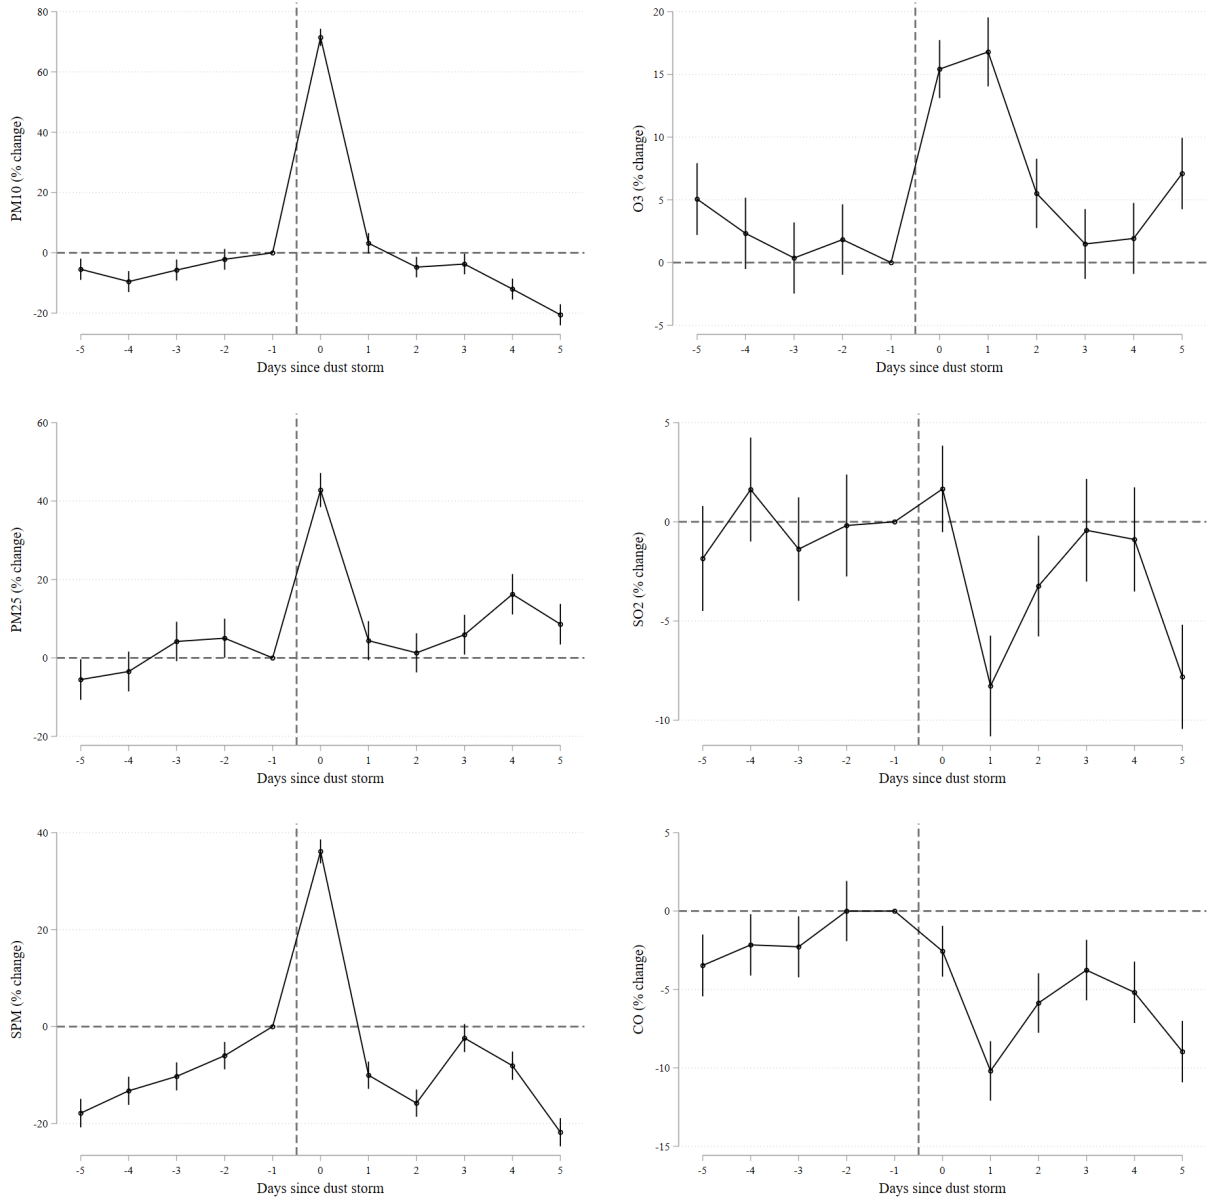 PM10 (% change)
80
60
40
20
0
-20
-5 -4 -3 -2 -1 0 1 2 3 4 5
Days since dust storm
O3 (% change)
20
15
10
5
0
-5
-5 -4 -3 -2 -1 0 1 2 3 4 5
Days since dust storm
PM25 (% change)
60
40
20
0
-20
-5 -4 -3 -2 -1 0 1 2 3 4 5
Days since dust storm
SO2 (% change)
5
0
-5
-10
-5 -4 -3 -2 -1 0 1 2 3 4 5
Days since dust storm
SPM (% change)
40
20
0
-20
-5 -4 -3 -2 -1 0 1 2 3 4 5
Days since dust storm
CO (% change)
5
0
-5
-10
-15
-5 -4 -3 -2 -1 0 1 2 3 4 5
Days since dust storm